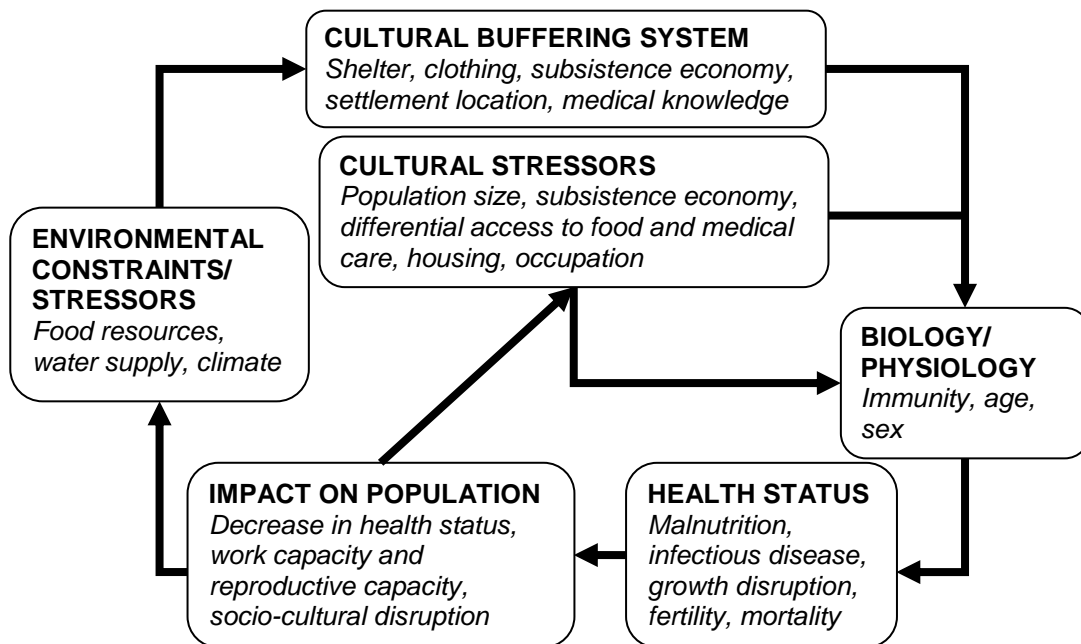 CULTURAL BUFFERING SYSTEM
Shelter, clothing, subsistence economy,
settlement location, medical knowledge
CULTURAL STRESSORS
Population size, subsistence economy,
differential access to food and medical
care, housing, occupation
ENVIRONMENTAL
CONSTRAINTS/
STRESSORS
Food resources,
water supply, climate
BIOLOGY/
PHYSIOLOGY
Immunity, age,
sex
IMPACT ON POPULATION
Decrease in health status,
work capacity and
reproductive capacity,
socio-cultural disruption
HEALTH STATUS
Malnutrition,
infectious disease,
growth disruption,
fertility, mortality